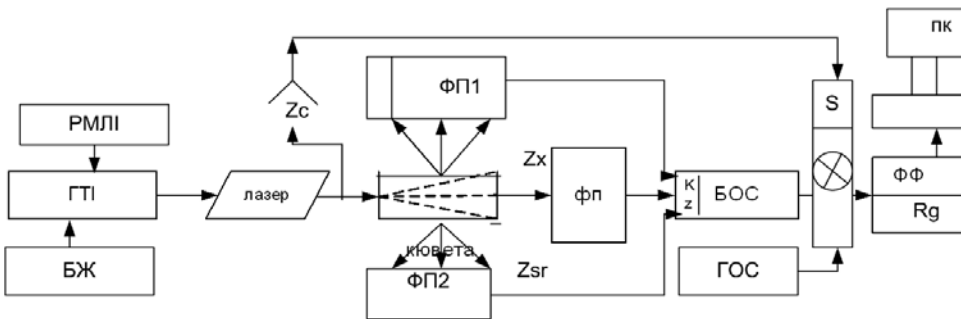 пк
ФП1
S
Zc
РМЛІ
Zx
ГТІ
лазер
фп
К
z
БОС
ФФ
Rg
кювета
БЖ
ФП2
Zsr
ГОС